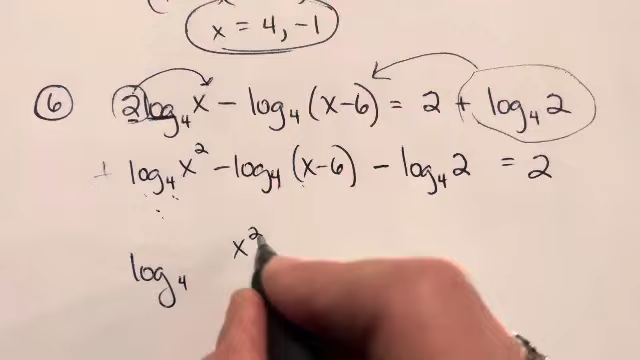 x = 4, -1
6 2log₄x - log₄(x-6) = 2 + log₄2
+ log₄x² - log₄(x-6) - log₄2 = 2
log₄ x²